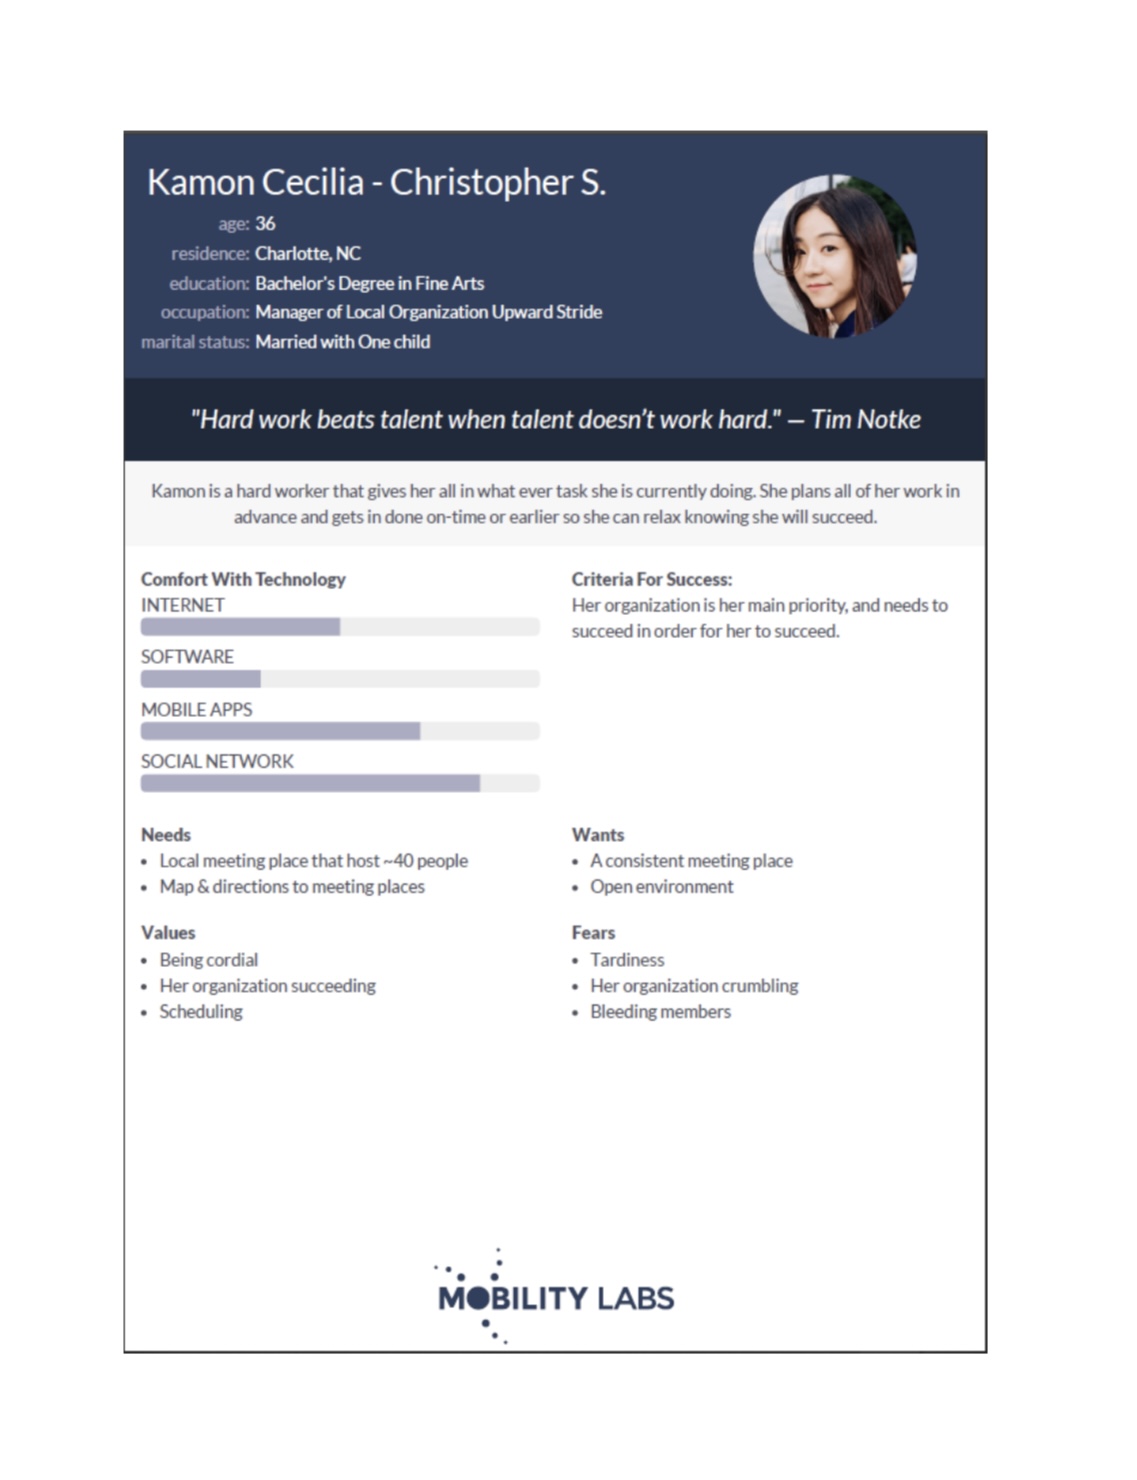 Kamon Cecilia - Christopher S.
age: 36
residence: Charlotte, NC
education: Bachelor's Degree in Fine Arts
occupation: Manager of Local Organization Upward Stride
marital status: Married with One child
"Hard work beats talent when talent doesn't work hard." — Tim Notke
Kamon is a hard worker that gives her all in what ever task she is currently doing. She plans all of her work in
advance and gets in done on-time or earlier so she can relax knowing she will succeed.
Comfort With Technology
INTERNET
SOFTWARE
MOBILE APPS
SOCIAL NETWORK
Criteria For Success:
Her organization is her main priority, and needs to
succeed in order for her to succeed.
Needs
• Local meeting place that host ~40 people
• Map & directions to meeting places
Wants
• A consistent meeting place
• Open environment
Values
• Being cordial
• Her organization succeeding
• Scheduling
Fears
• Tardiness
• Her organization crumbling
• Bleeding members
MOBILITY LABS